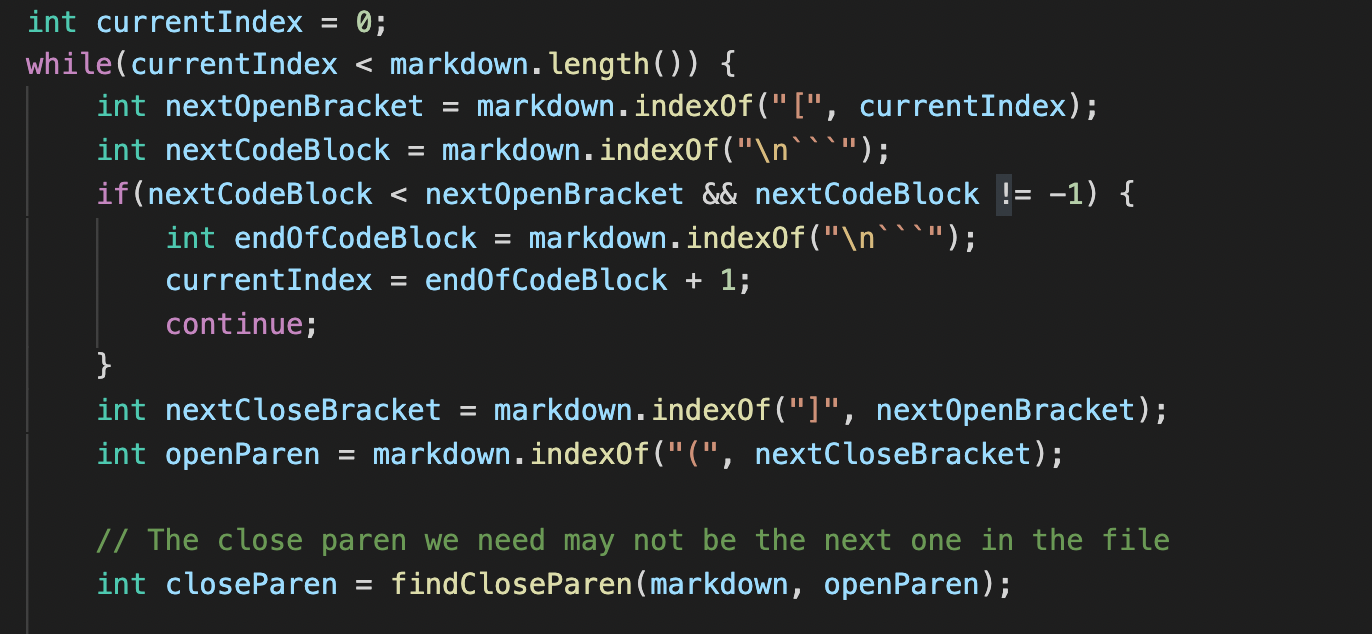 int currentIndex = 0;
while(currentIndex < markdown.length()) {
    int nextOpenBracket = markdown.indexOf("[", currentIndex);
    int nextCodeBlock = markdown.indexOf("\n```");
    if(nextCodeBlock < nextOpenBracket && nextCodeBlock != -1) {
        int endOfCodeBlock = markdown.indexOf("\n```");
        currentIndex = endOfCodeBlock + 1;
        continue;
    }
    int nextCloseBracket = markdown.indexOf("]", nextOpenBracket);
    int openParen = markdown.indexOf("(", nextCloseBracket);

    // The close paren we need may not be the next one in the file
    int closeParen = findCloseParen(markdown, openParen);